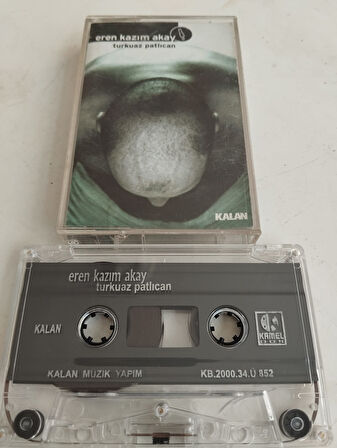 eren kazım akay
turkuaz patlıcan
KALAN
eren kazım akay
turkuaz patlıcan
KALAN
KAMEL
KALAN MUZIK YAPIM
KB.2000.34.Ü 852